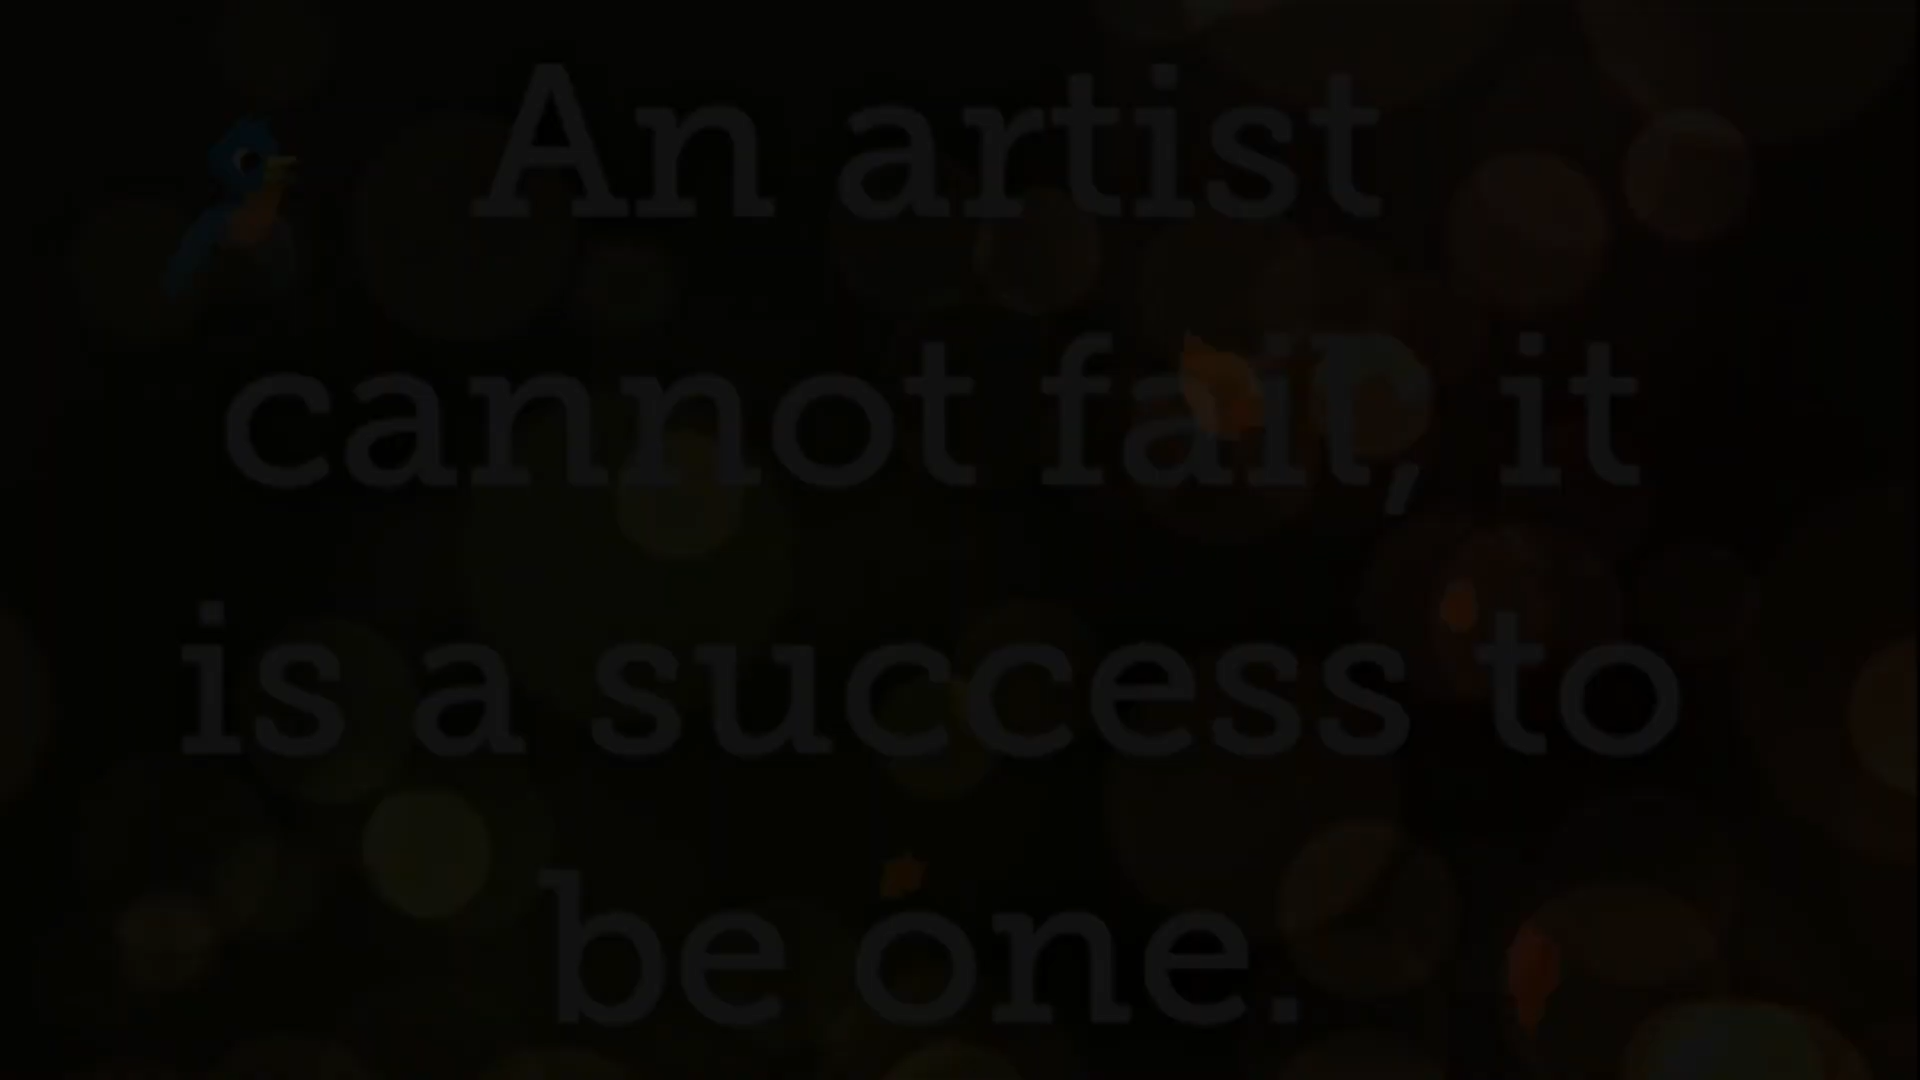 An artist
cannot fail, it
is a success to
be one.